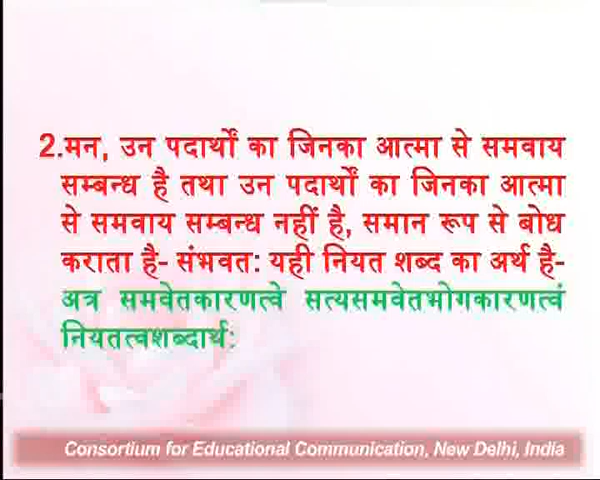 2.मन, उन पदार्थों का जिनका आत्मा से समवाय
सम्बन्ध है तथा उन पदार्थों का जिनका आत्मा
से समवाय सम्बन्ध नहीं है, समान रूप से बोध
कराता है- संभवत: यही नियत शब्द का अर्थ है-
अत्र समवेतकारणत्वे सत्यसमवेतभोगकारणत्वं
नियतत्वशब्दार्थ:
Consortium for Educational Communication, New Delhi, India